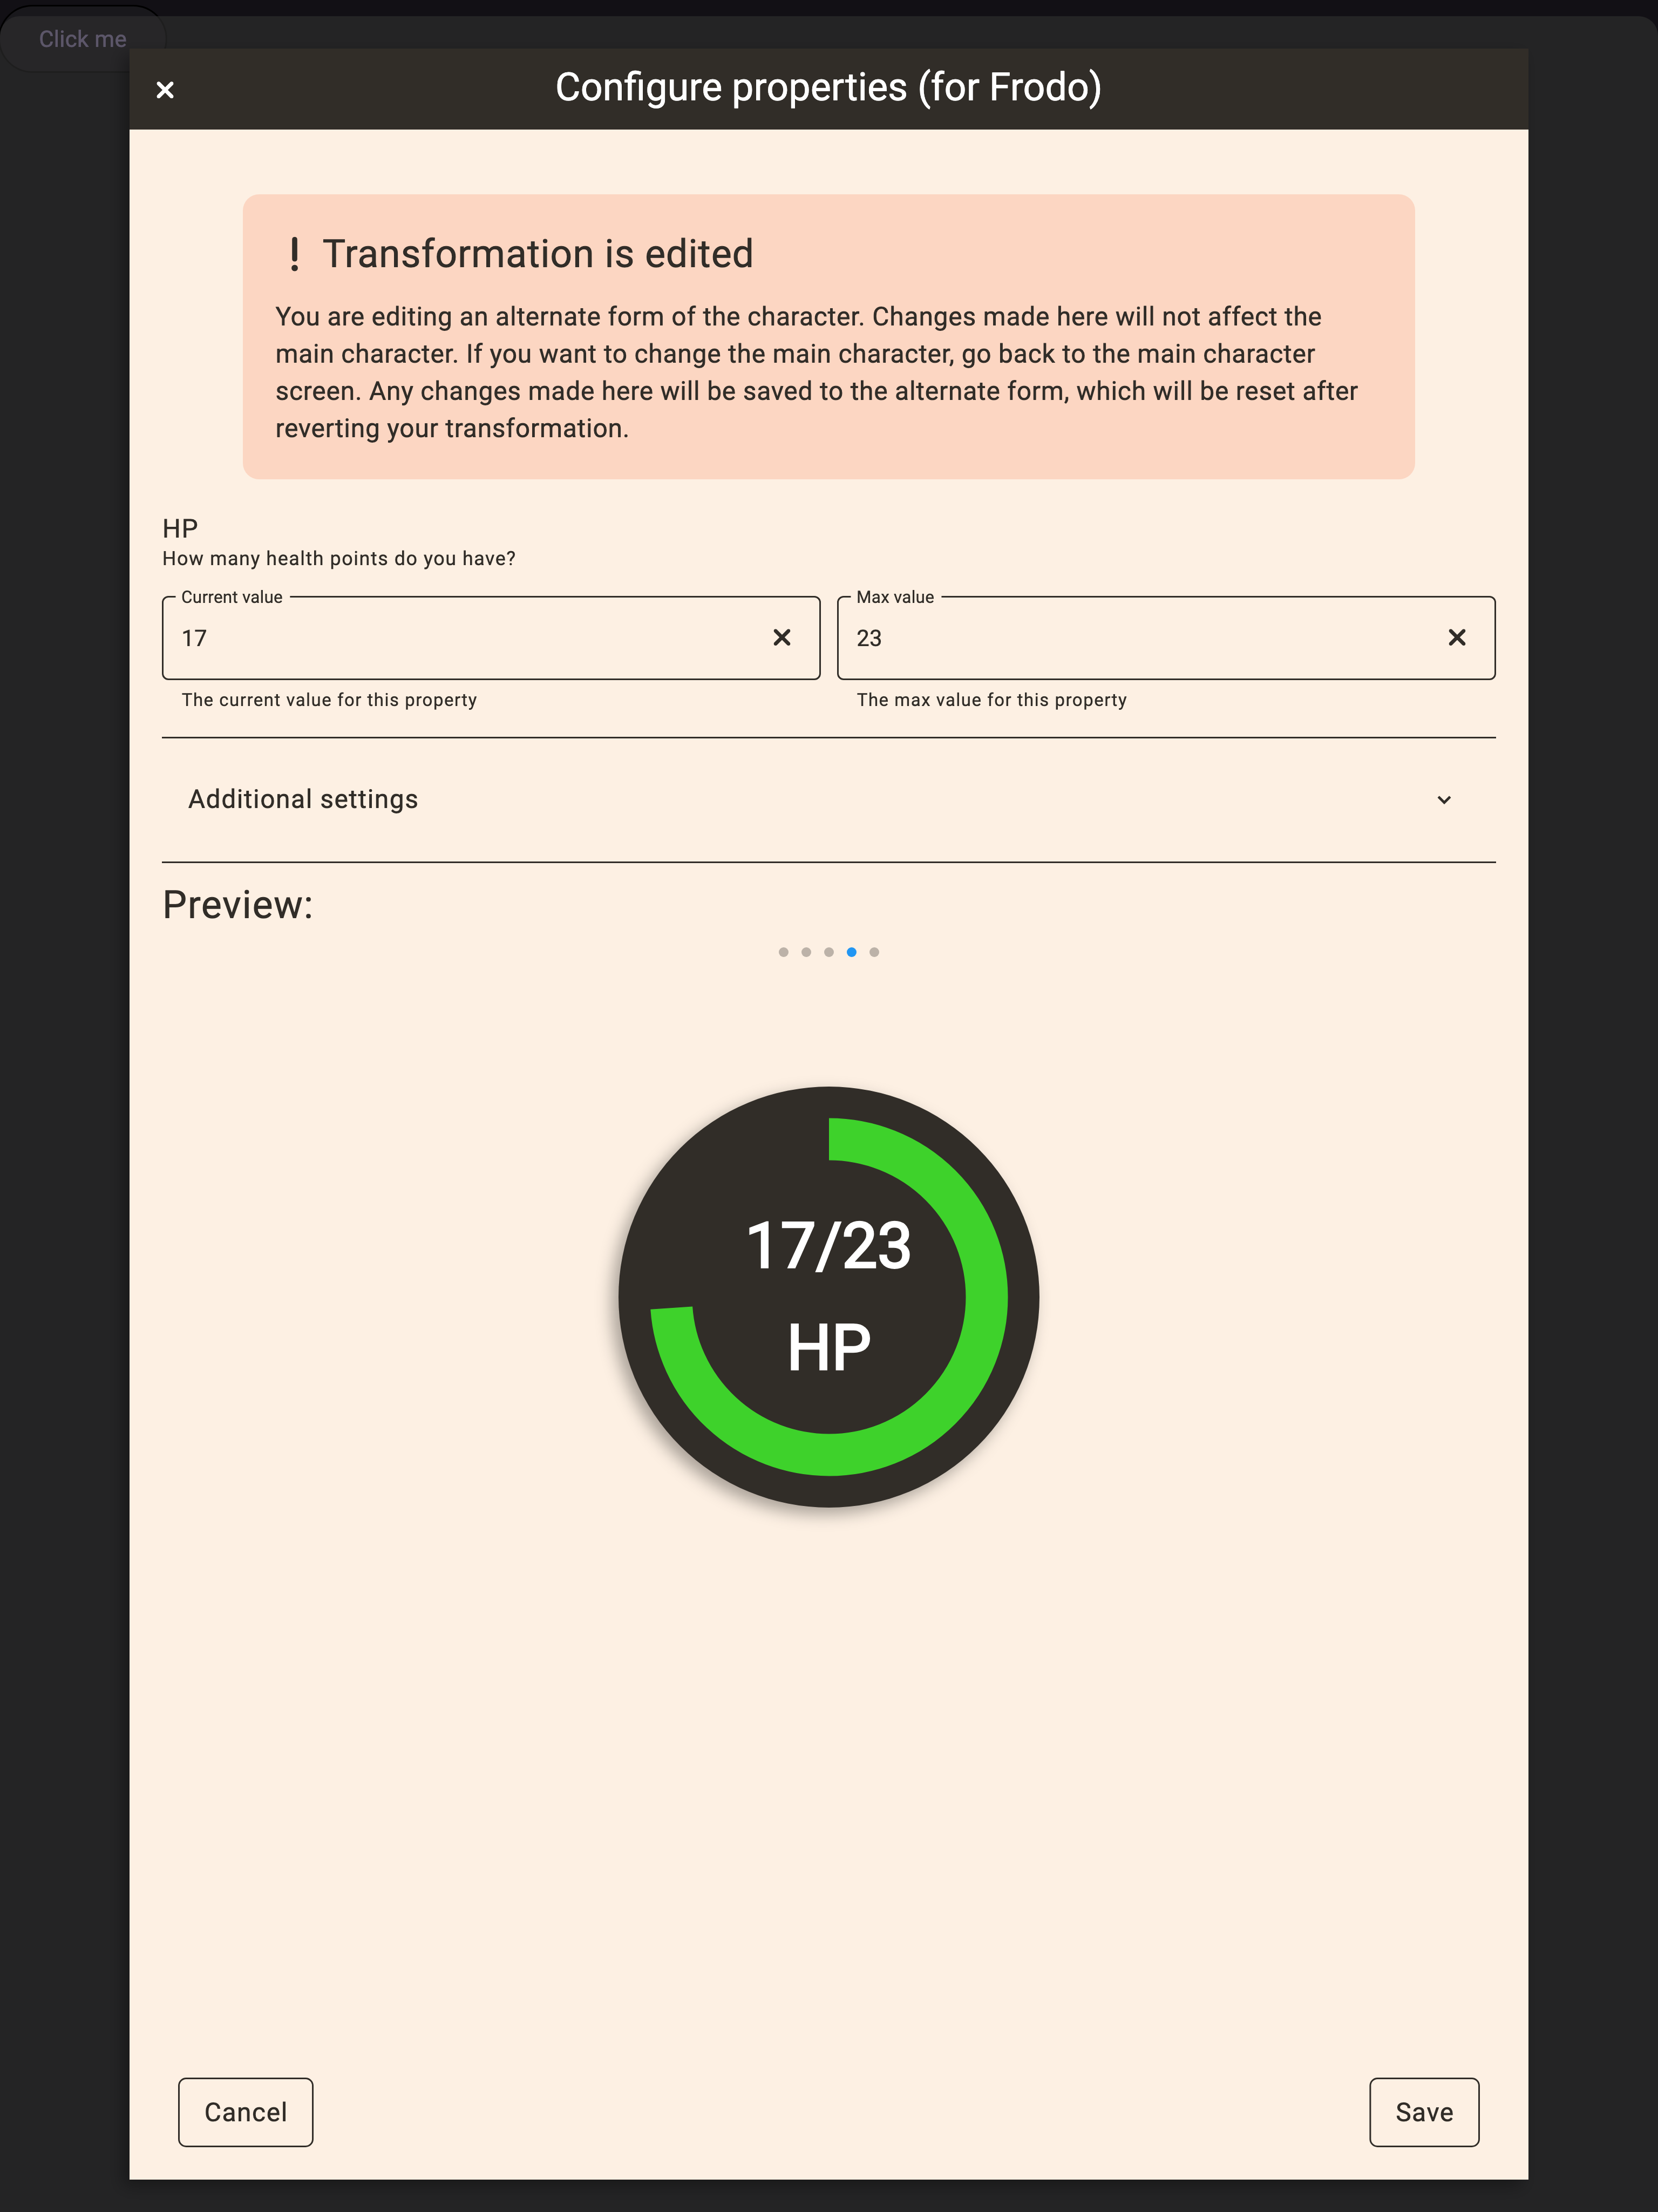 Click me
Configure properties (for Frodo)
Transformation is edited
You are editing an alternate form of the character. Changes made here will not affect the
main character. If you want to change the main character, go back to the main character
screen. Any changes made here will be saved to the alternate form, which will be reset after
reverting your transformation.
HP
How many health points do you have?
Current value
17
The current value for this property
Max value
23
The max value for this property
Additional settings
Preview:
17/23
HP
Cancel
Save